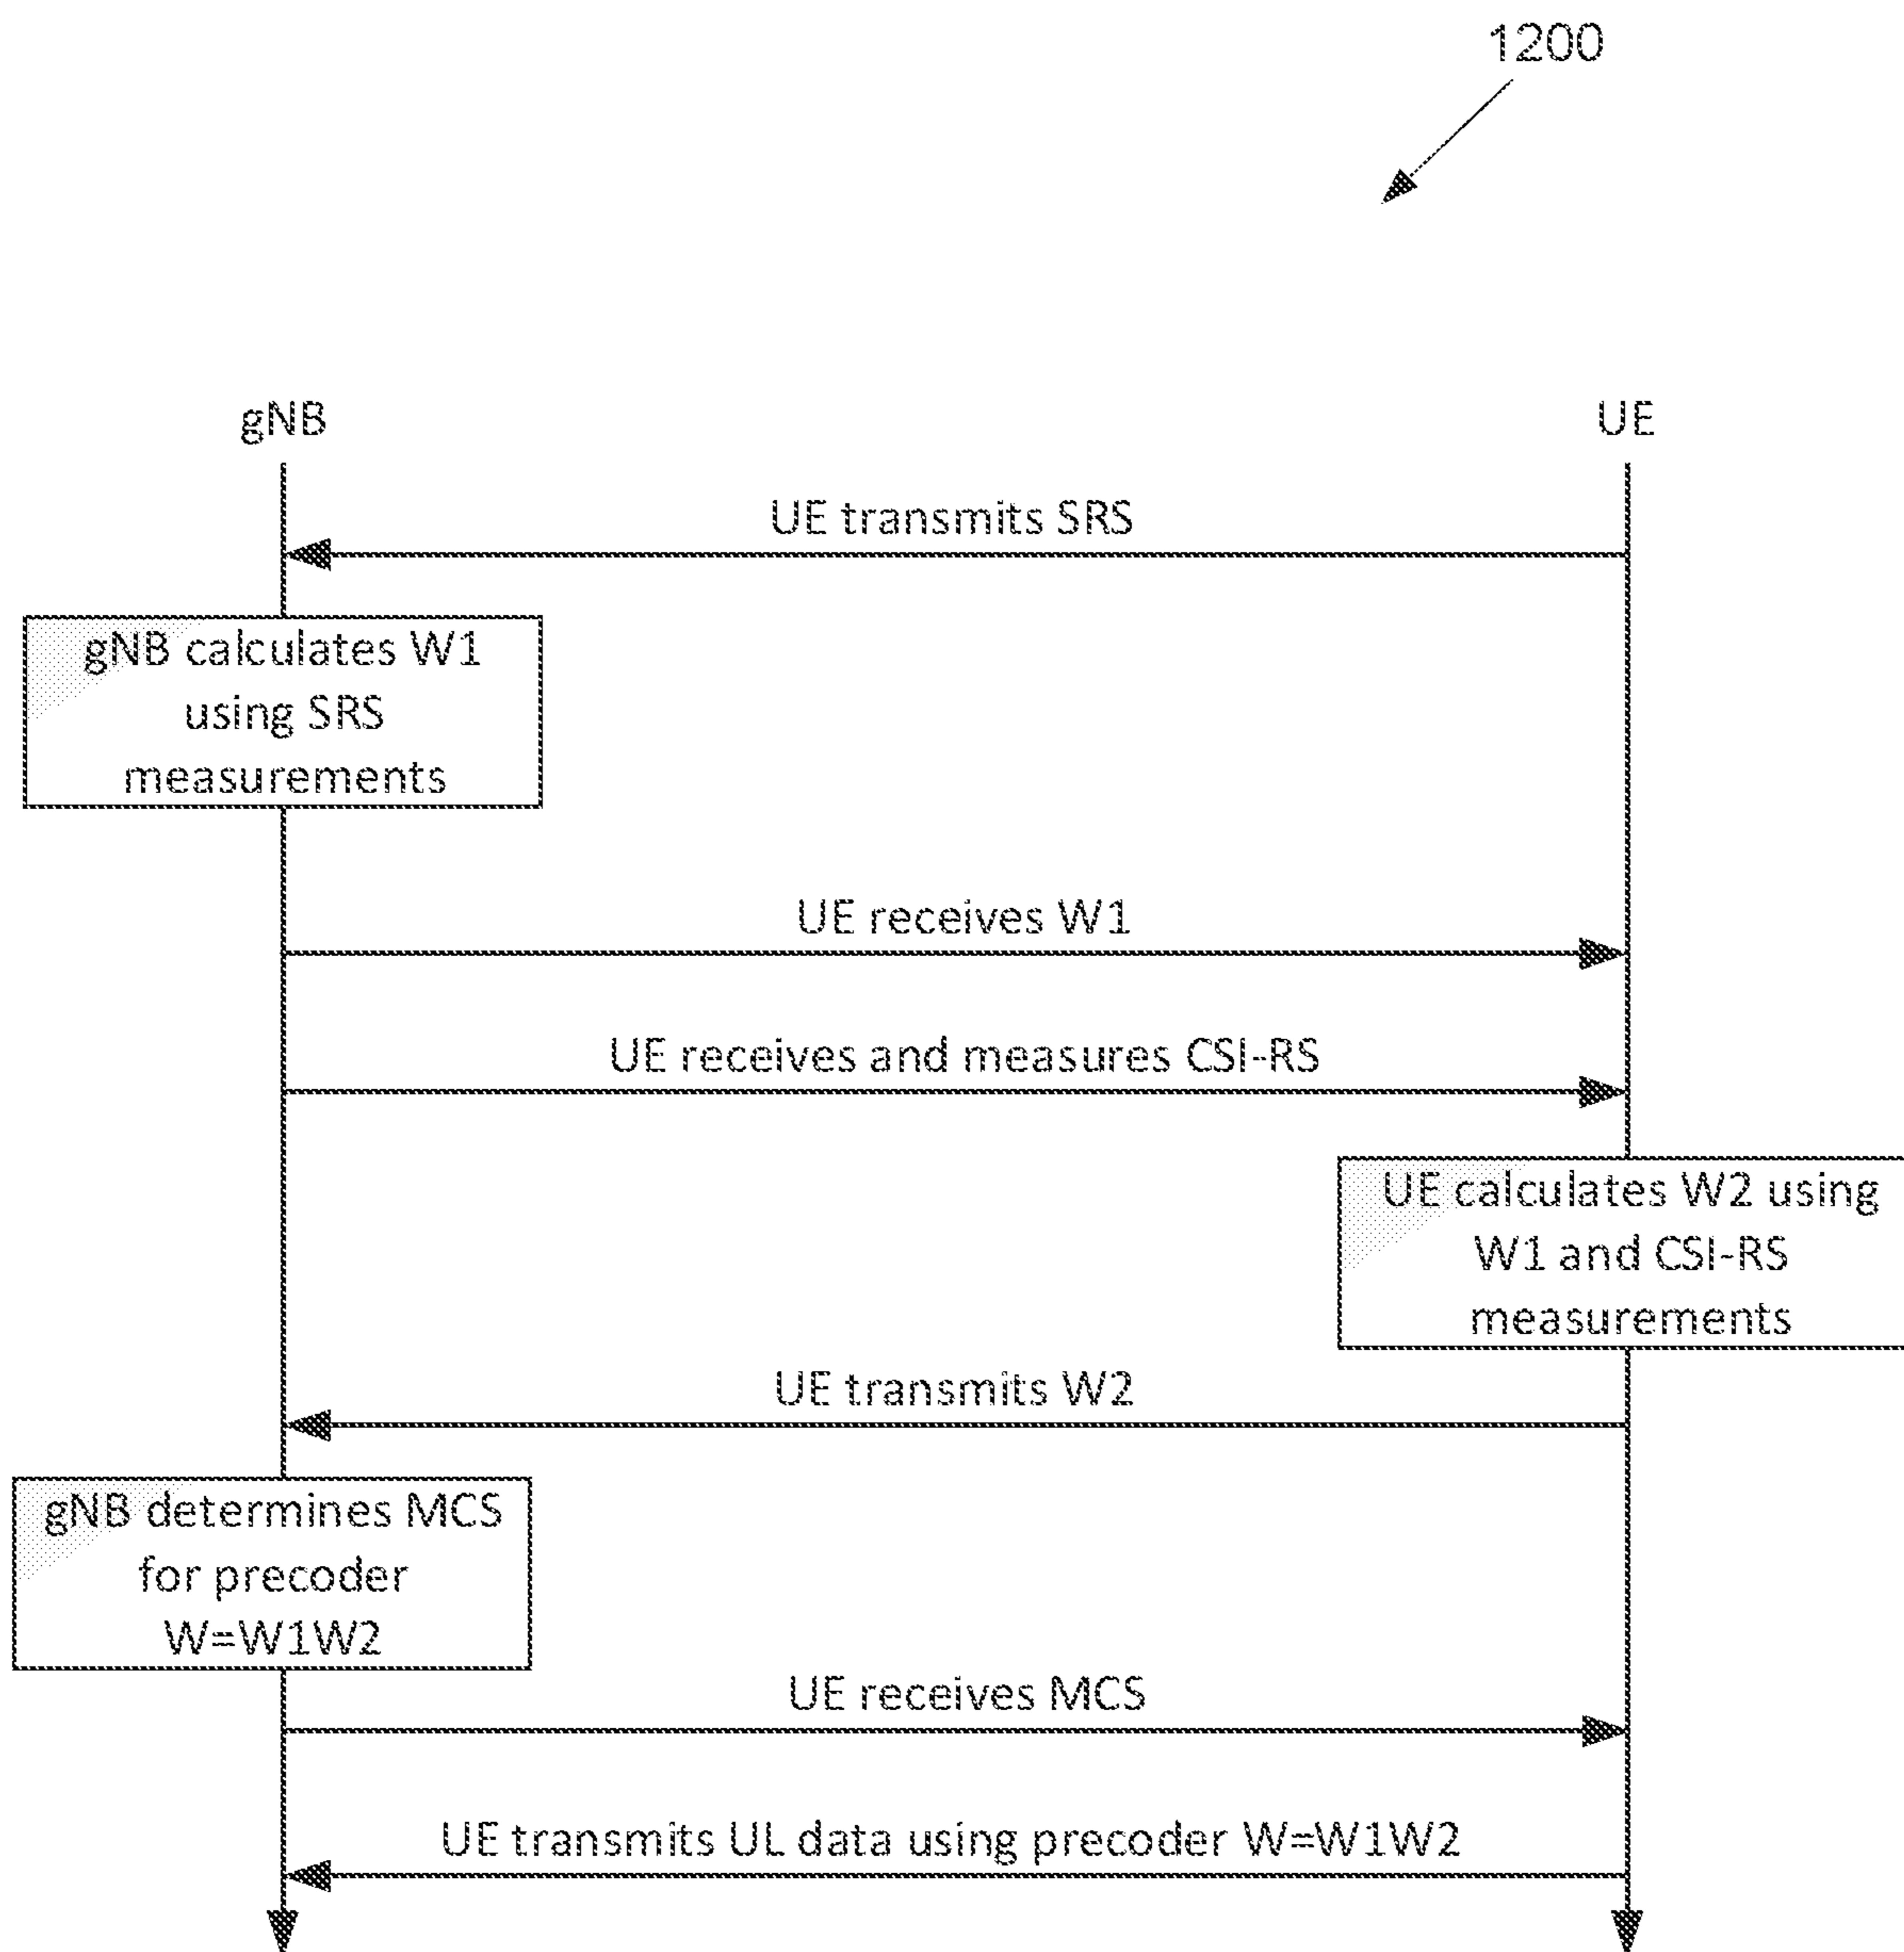 1200
gNB
UE
UE transmits SRS
gNB calculates W1
using SRS
measurements
UE receives W1
UE receives and measures CSI-RS
UE calculates W2 using
W1 and CSI-RS
measurements
UE transmits W2
gNB determines MCS
for precoder
W=W1W2
UE receives MCS
UE transmits UL data using precoder W=W1W2